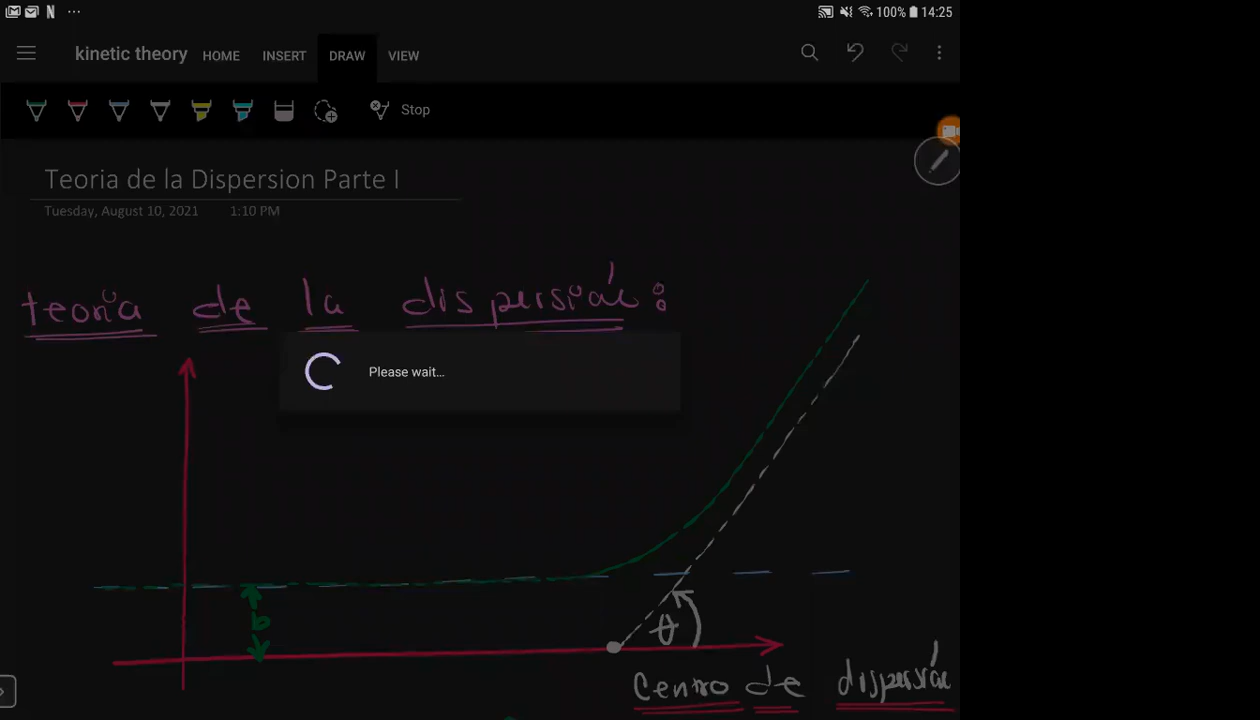 N ... 100% 14:25
kinetic theory HOME INSERT DRAW VIEW
Stop
Teoria de la Dispersion Parte I
Tuesday, August 10, 2021 1:10 PM
teoría de la dispersión:
Please wait...
b
θ
Centro de dispersión